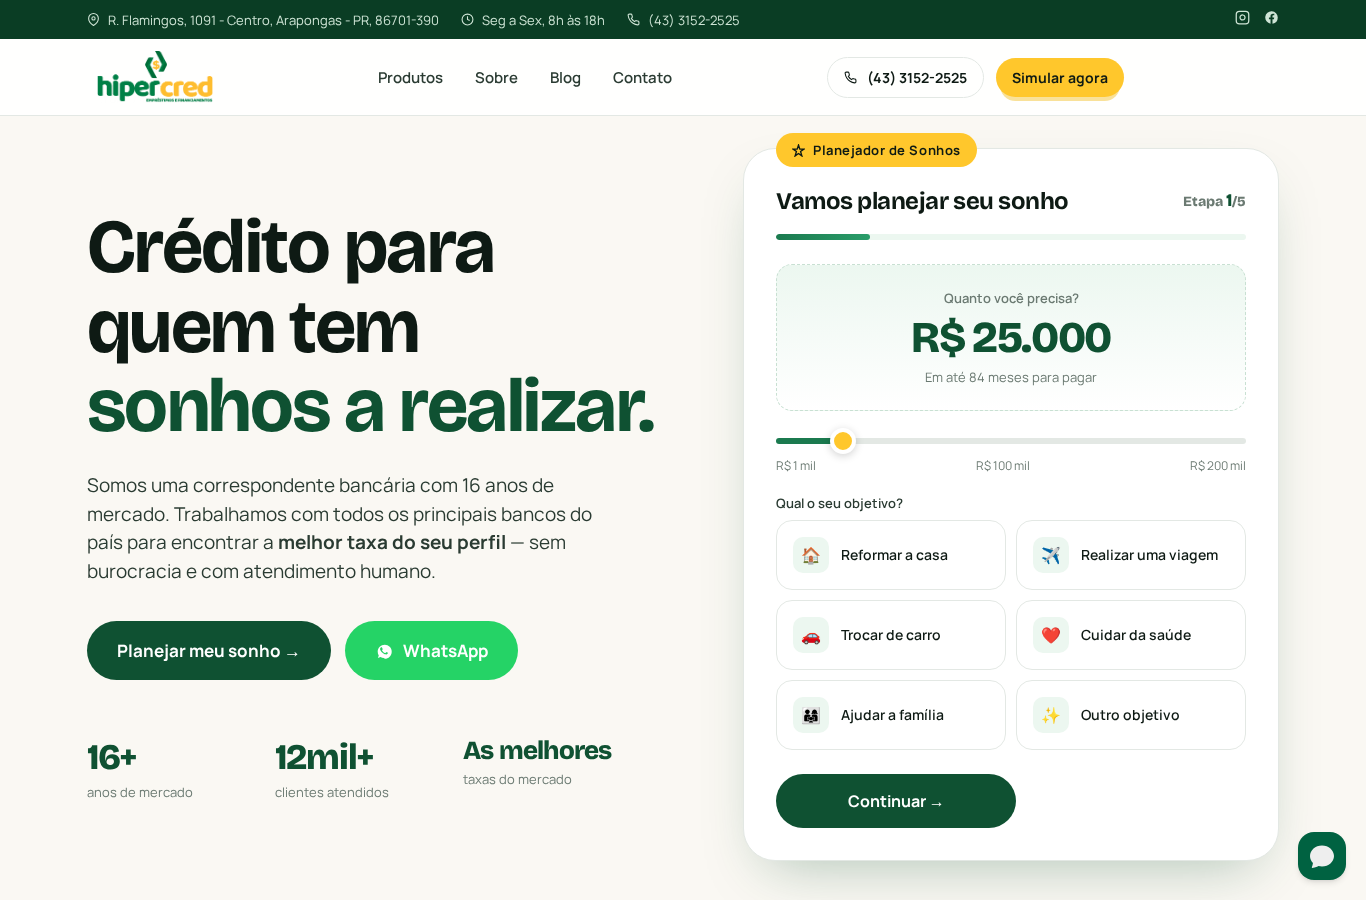 R. Flamingos, 1091 - Centro, Arapongas - PR, 86701-390
Seg a Sex, 8h às 18h
(43) 3152-2525
hipercred
Produtos
Sobre
Blog
Contato
(43) 3152-2525
Simular agora
Crédito para
quem tem
sonhos a realizar.
Somos uma correspondente bancária com 16 anos de
mercado. Trabalhamos com todos os principais bancos do
país para encontrar a melhor taxa do seu perfil — sem
burocracia e com atendimento humano.
Planejar meu sonho →
WhatsApp
16+
anos de mercado
12mil+
clientes atendidos
As melhores
taxas do mercado
Planejador de Sonhos
Vamos planejar seu sonho
Etapa 1/5
Quanto você precisa?
R$ 25.000
Em até 84 meses para pagar
R$ 1 mil
R$ 100 mil
R$ 200 mil
Qual o seu objetivo?
Reformar a casa
Realizar uma viagem
Trocar de carro
Cuidar da saúde
Ajudar a família
Outro objetivo
Continuar →